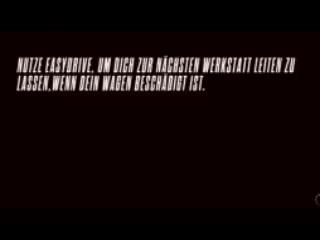 NUTZE EASYDRIVE, UM DICH ZUR NÄCHSTEN WERKSTATT LEITEN ZU
LASSEN,WENN DEIN WAGEN BESCHÄDIGT IST.